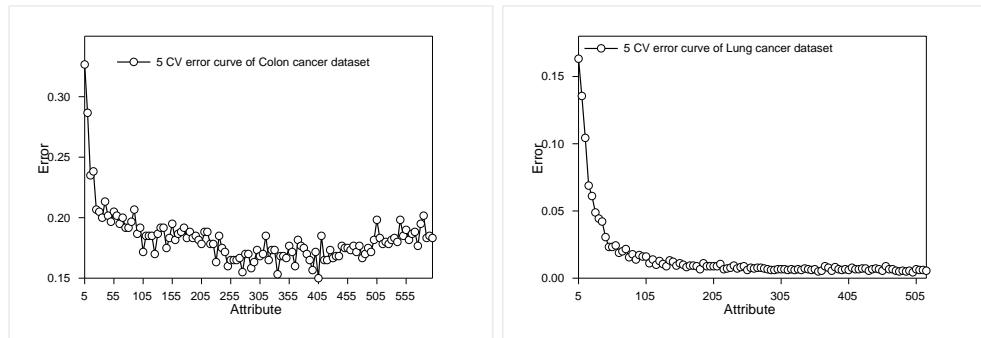 5 CV error curve of Colon cancer dataset
0.30
0.25
0.20
0.15
Error
5 55 105 155 205 255 305 355 405 455 505 555
Attribute
5 CV error curve of Lung cancer dataset
0.15
0.10
0.05
0.00
Error
5 105 205 305 405 505
Attribute